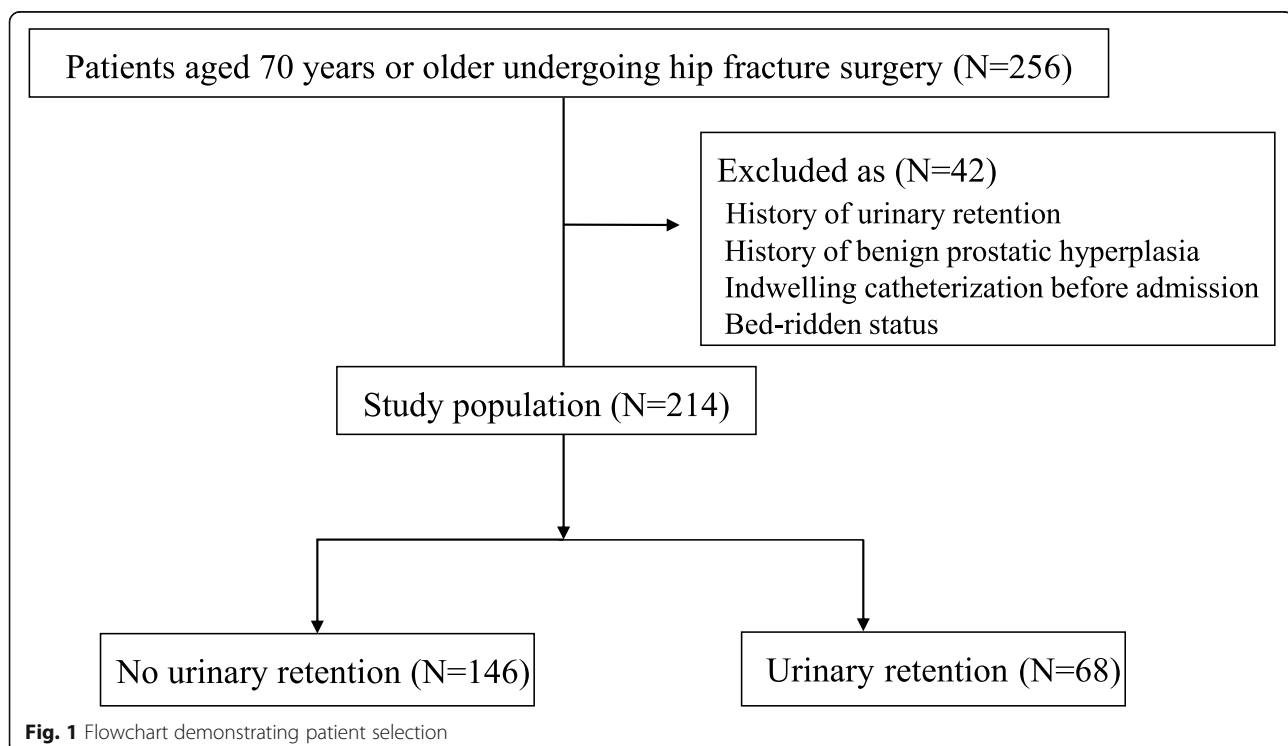 Patients aged 70 years or older undergoing hip fracture surgery (N=256)
Excluded as (N=42)
History of urinary retention
History of benign prostatic hyperplasia
Indwelling catheterization before admission
Bed-ridden status
Study population (N=214)
No urinary retention (N=146)
Urinary retention (N=68)
Fig. 1 Flowchart demonstrating patient selection